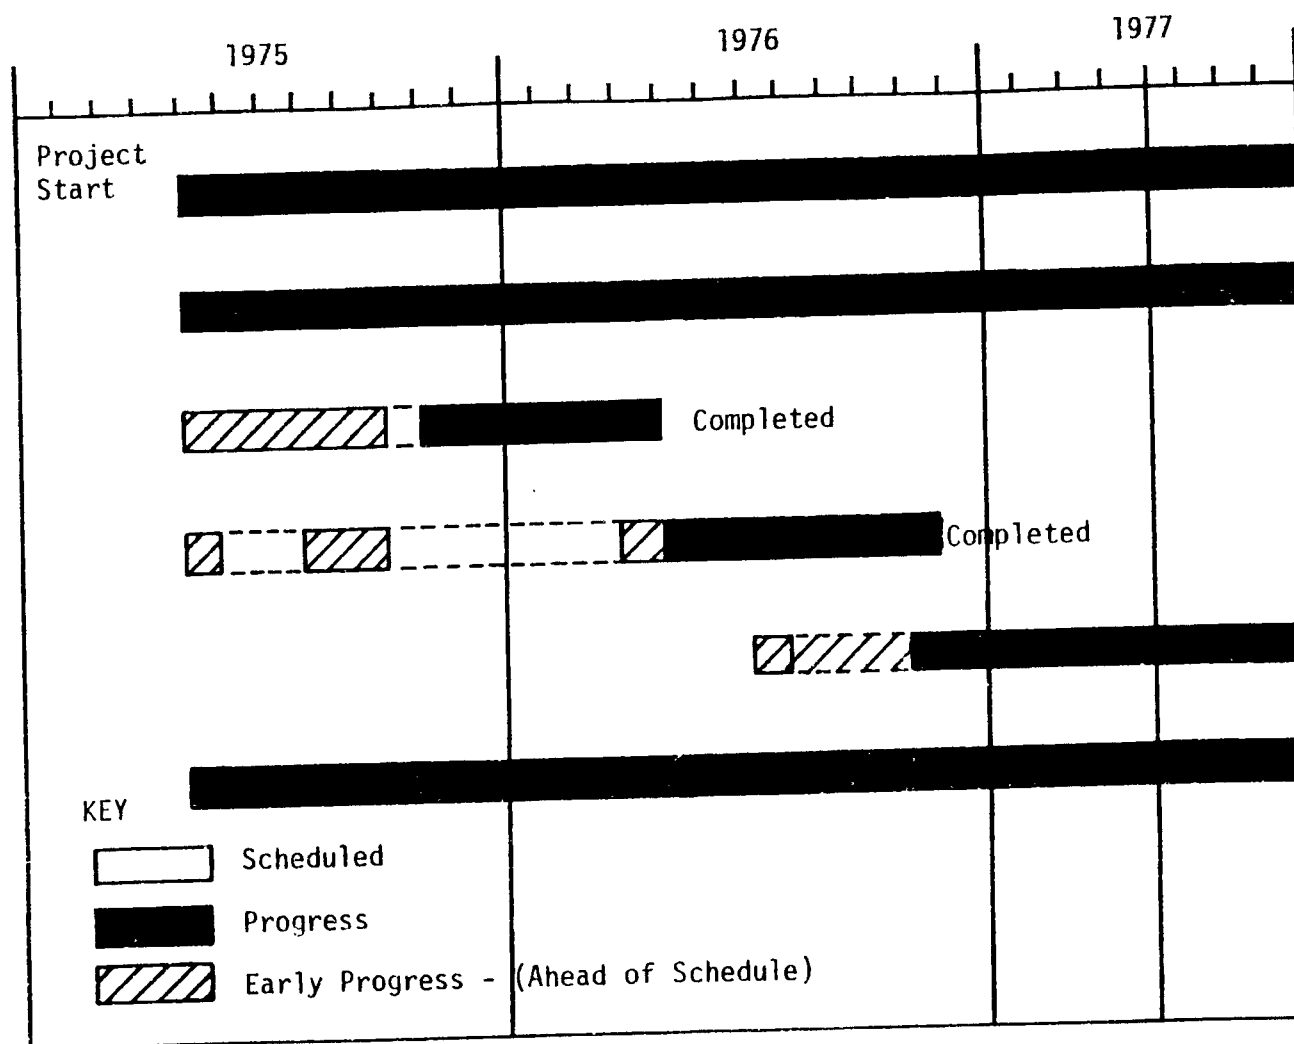 1975
1976
1977
Project
Start
Completed
Completed
KEY
Scheduled
Progress
Early Progress - (Ahead of Schedule)